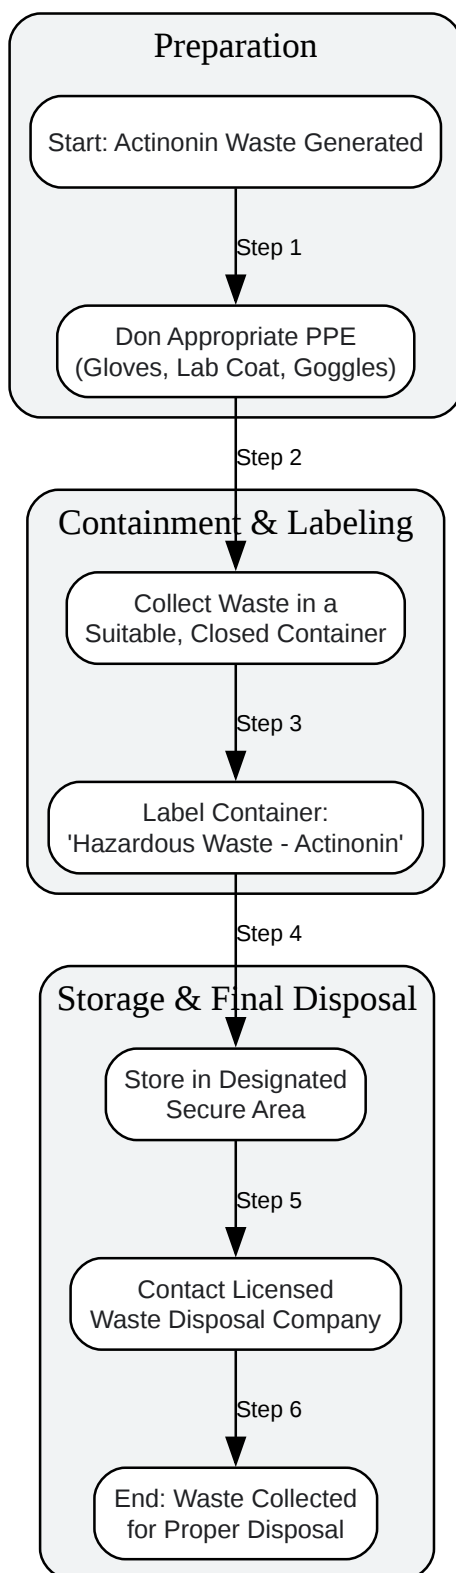 Preparation
Start: Actinonin Waste Generated
Step 1
Don Appropriate PPE
(Gloves, Lab Coat, Goggles)
Step 2
Containment & Labeling
Collect Waste in a
Suitable, Closed Container
Step 3
Label Container:
'Hazardous Waste - Actinonin'
Step 4
Storage & Final Disposal
Store in Designated
Secure Area
Step 5
Contact Licensed
Waste Disposal Company
Step 6
End: Waste Collected
for Proper Disposal